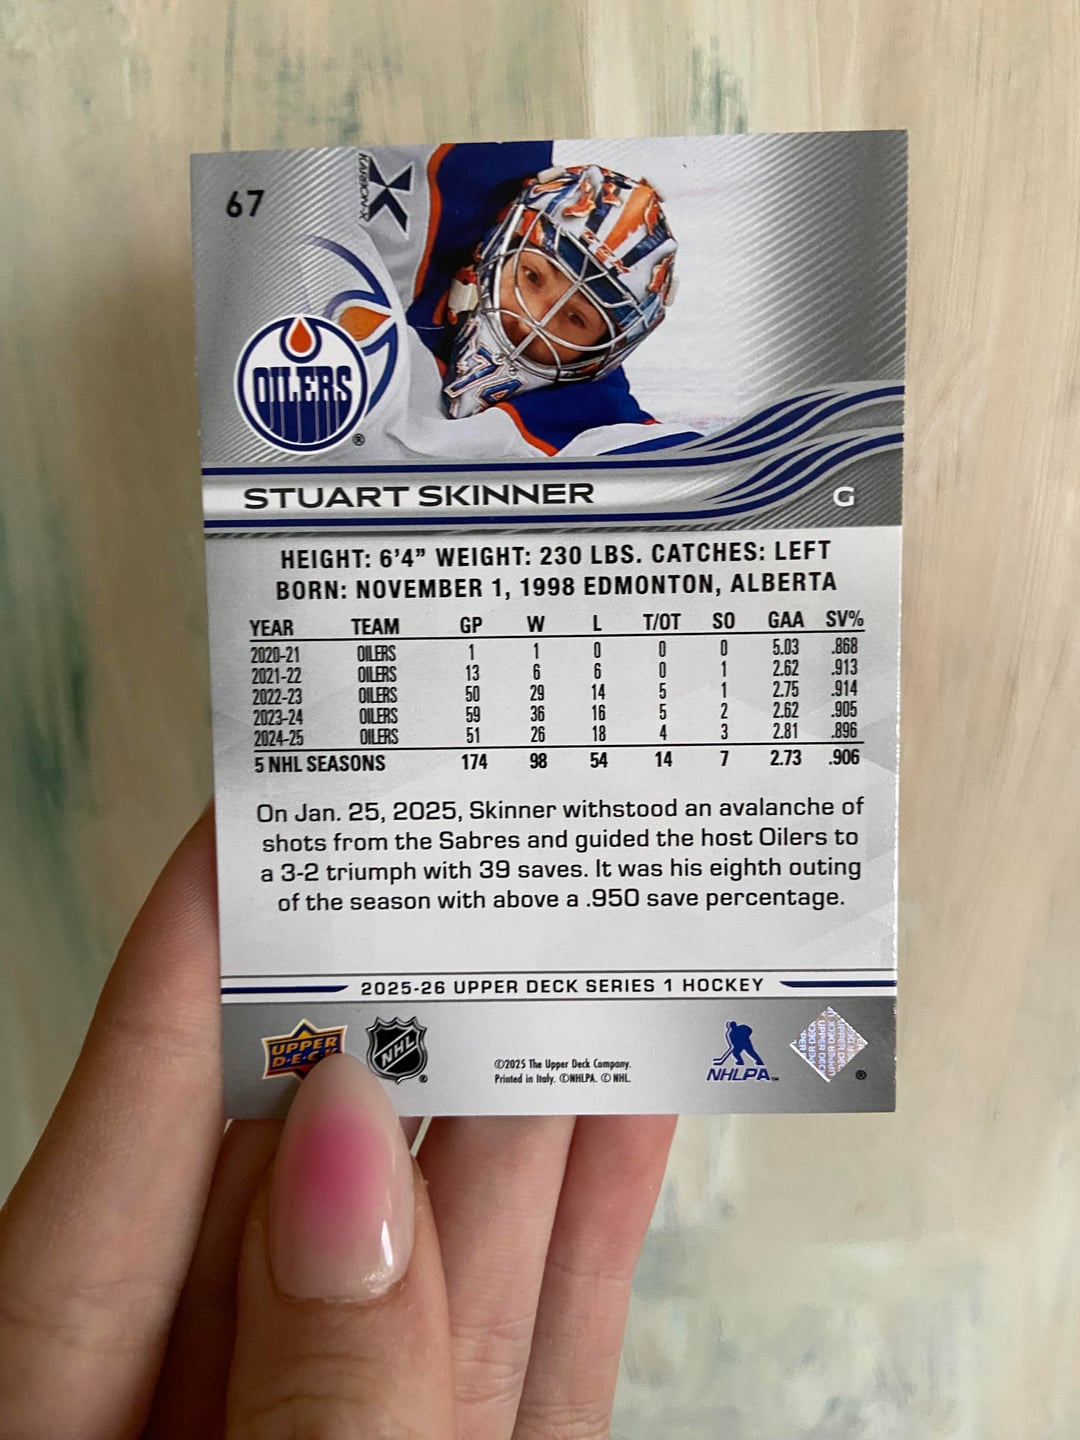 67
KARBON-X
OILERS
®
STUART SKINNER
G
HEIGHT: 6'4" WEIGHT: 230 LBS. CATCHES: LEFT
BORN: NOVEMBER 1, 1998 EDMONTON, ALBERTA
YEAR TEAM GP W L T/OT SO GAA SV%
2020-21 OILERS 1 1 0 0 0 5.03 .868
2021-22 OILERS 13 6 6 0 1 2.62 .913
2022-23 OILERS 50 29 14 5 1 2.75 .914
2023-24 OILERS 59 36 16 5 2 2.62 .905
2024-25 OILERS 51 26 18 4 3 2.81 .896
5 NHL SEASONS 174 98 54 14 7 2.73 .906
On Jan. 25, 2025, Skinner withstood an avalanche of
shots from the Sabres and guided the host Oilers to
a 3-2 triumph with 39 saves. It was his eighth outing
of the season with above a .950 save percentage.
2025-26 UPPER DECK SERIES 1 HOCKEY
UPPER
DECK
NHL
®
©2025 The Upper Deck Company.
Printed in Italy. ©NHLPA. © NHL.
NHLPA™
UPPER DECK
®